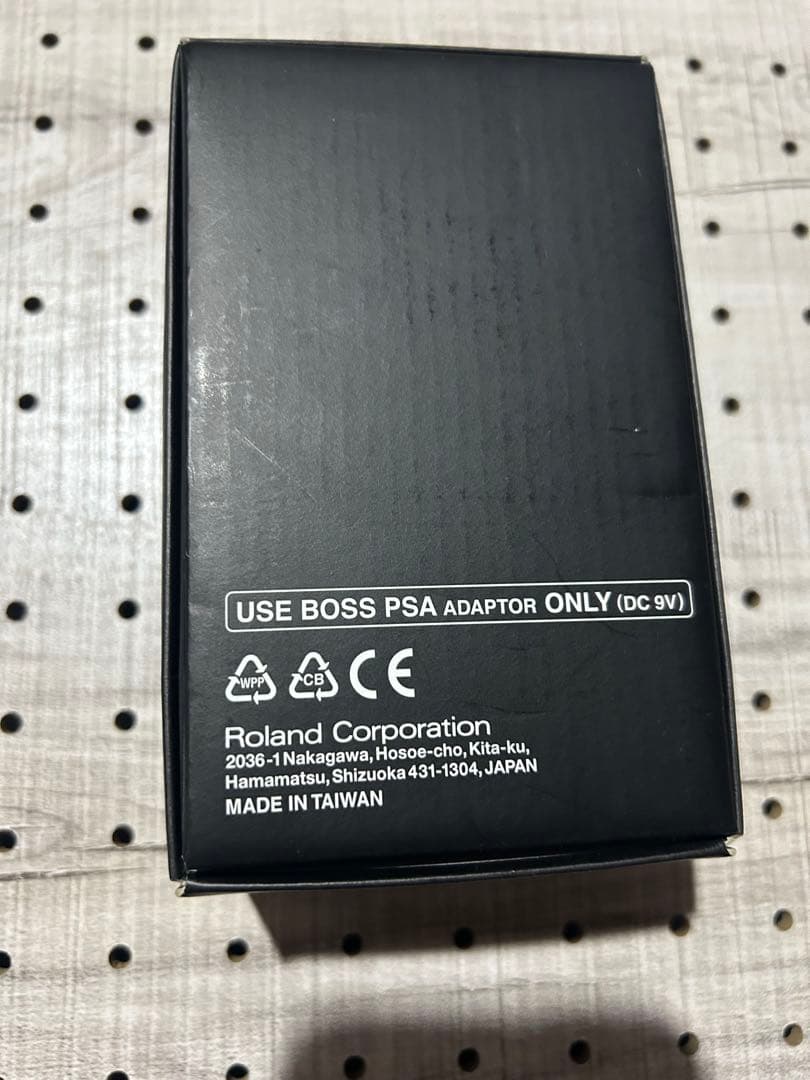 USE BOSS PSA ADAPTOR ONLY (DC 9V)
WPP CB CE
Roland Corporation
2036-1 Nakagawa, Hosoe-cho, Kita-ku,
Hamamatsu, Shizuoka 431-1304, JAPAN
MADE IN TAIWAN